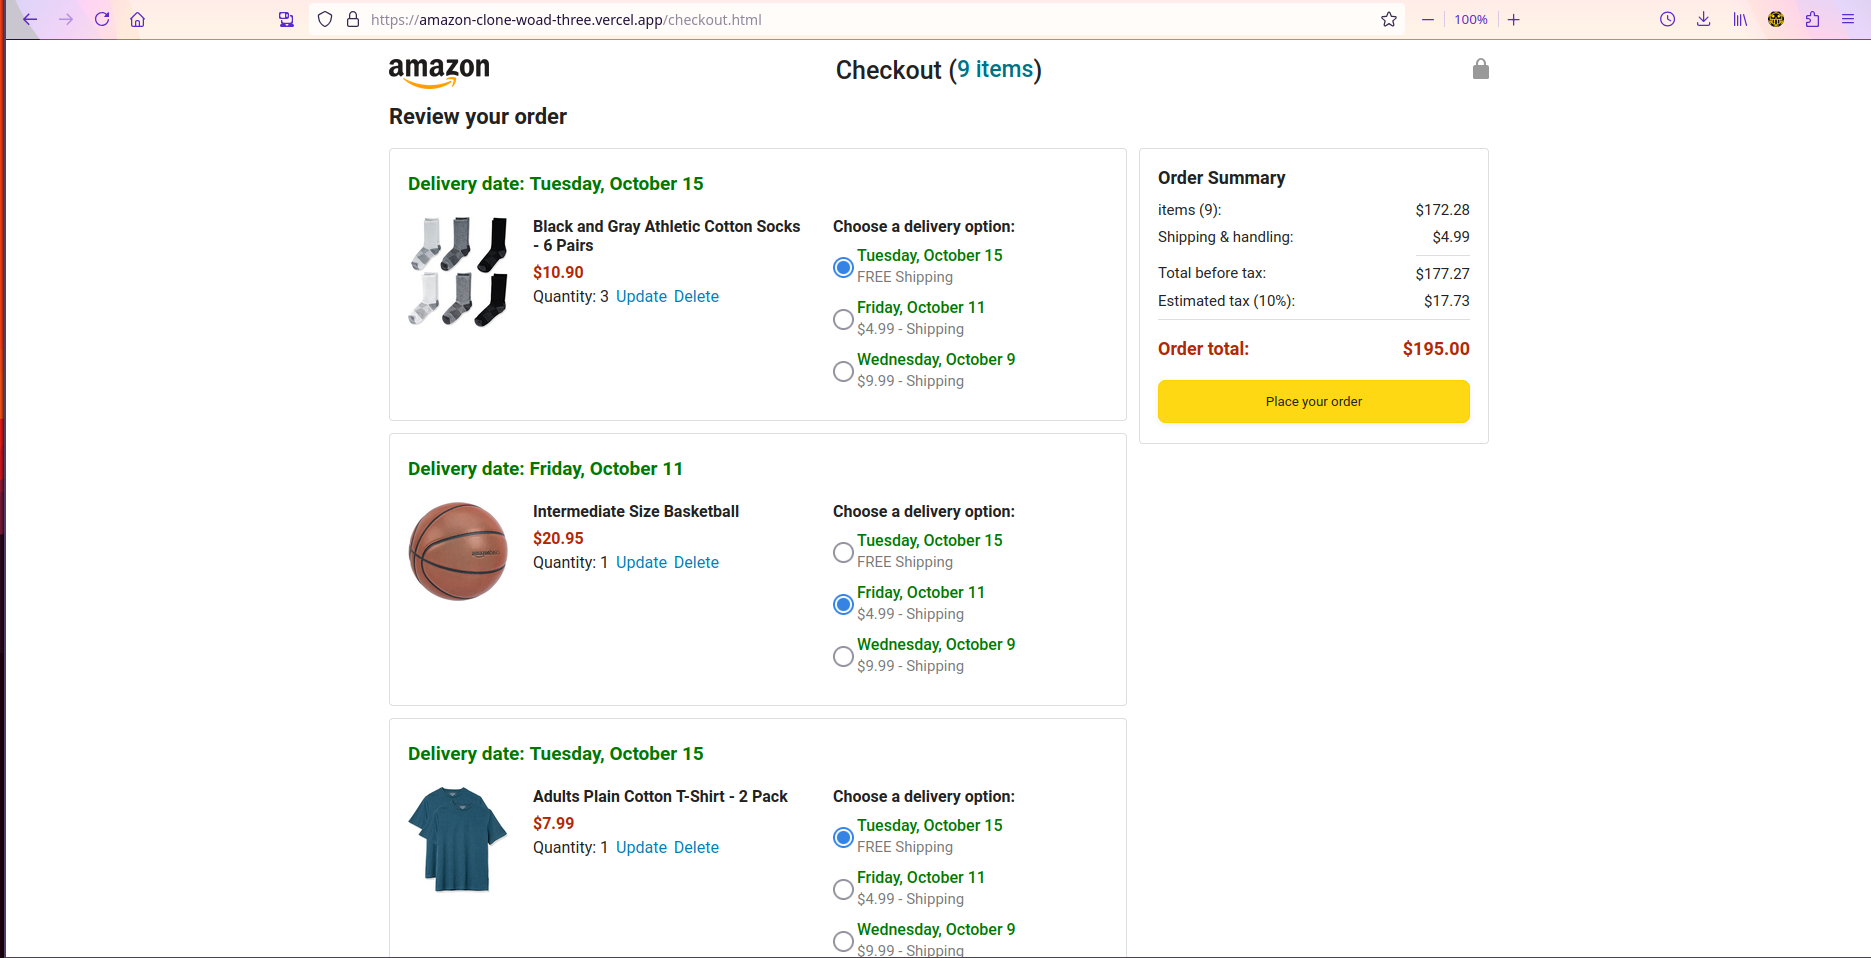 https://amazon-clone-woad-three.vercel.app/checkout.html
100%
amazon
Checkout (9 items)
Review your order
Delivery date: Tuesday, October 15
Black and Gray Athletic Cotton Socks
- 6 Pairs
$10.90
Quantity: 3 Update Delete
Choose a delivery option:
Tuesday, October 15
FREE Shipping
Friday, October 11
$4.99 - Shipping
Wednesday, October 9
$9.99 - Shipping
Delivery date: Friday, October 11
Intermediate Size Basketball
$20.95
Quantity: 1 Update Delete
Choose a delivery option:
Tuesday, October 15
FREE Shipping
Friday, October 11
$4.99 - Shipping
Wednesday, October 9
$9.99 - Shipping
Delivery date: Tuesday, October 15
Adults Plain Cotton T-Shirt - 2 Pack
$7.99
Quantity: 1 Update Delete
Choose a delivery option:
Tuesday, October 15
FREE Shipping
Friday, October 11
$4.99 - Shipping
Wednesday, October 9
$9.99 - Shipping
Order Summary
items (9): $172.28
Shipping & handling: $4.99
Total before tax: $177.27
Estimated tax (10%): $17.73
Order total: $195.00
Place your order